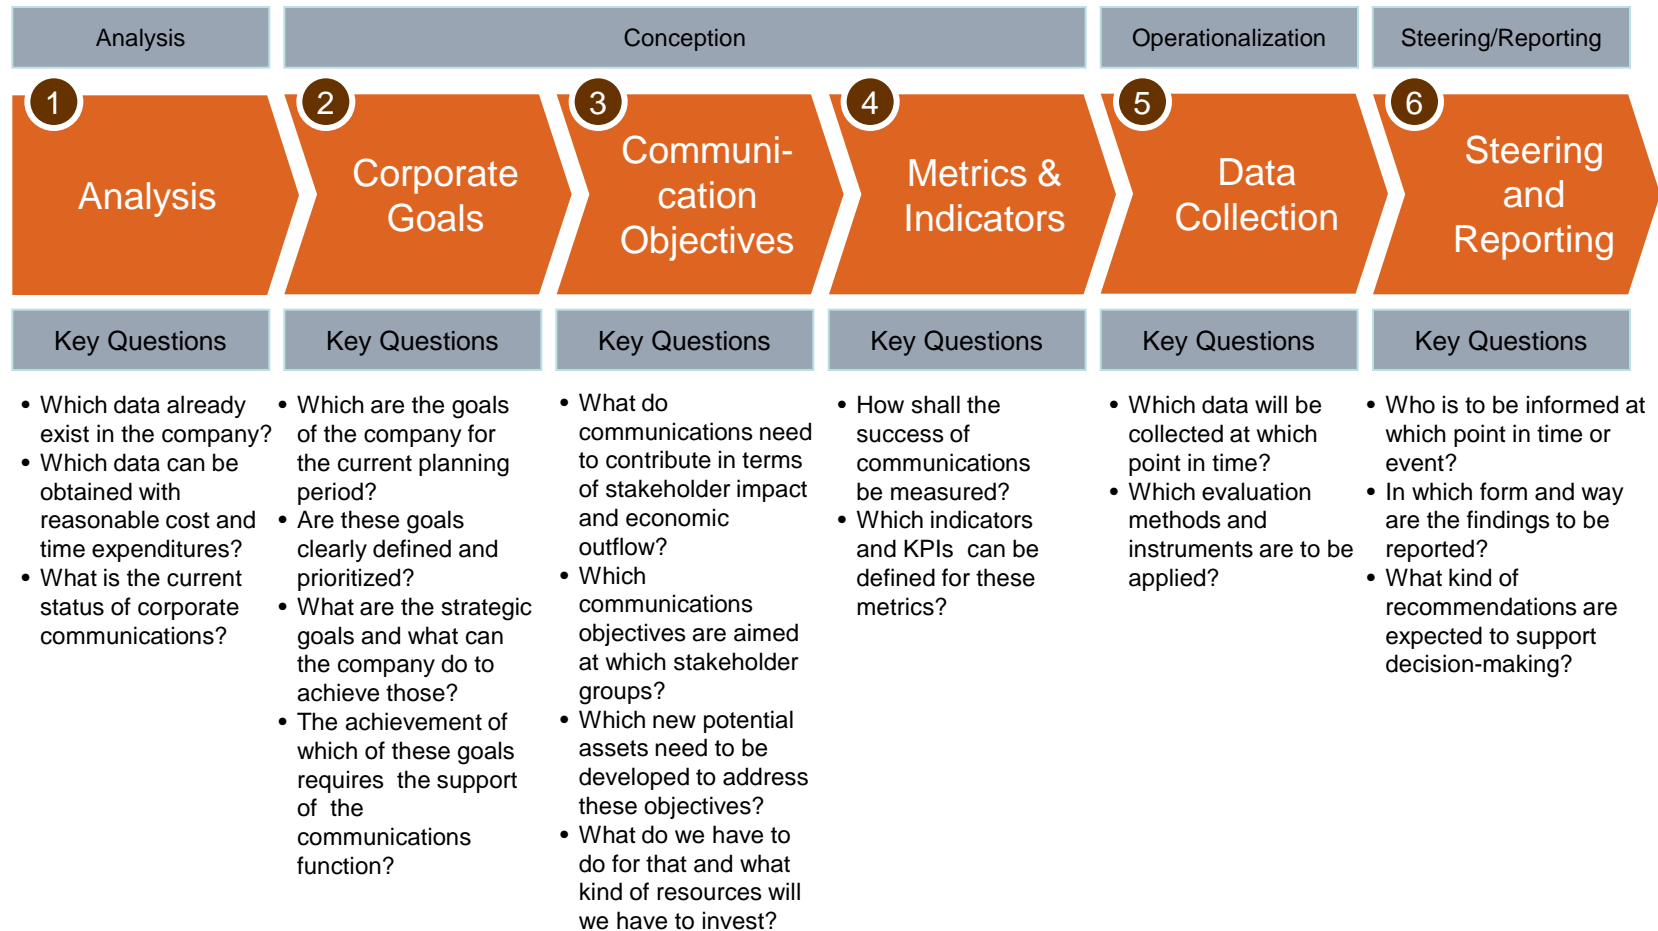 Analysis
Conception
Operationalization
Steering/Reporting
1
2
3
4
5
6
Analysis
Corporate
Goals
Communi-
cation
Objectives
Metrics &
Indicators
Data
Collection
Steering
and
Reporting
Key Questions
Key Questions
Key Questions
Key Questions
Key Questions
Key Questions
• Which data already
exist in the company?
• Which data can be
obtained with
reasonable cost and
time expenditures?
• What is the current
status of corporate
communications?
• Which are the goals
of the company for
the current planning
period?
• Are these goals
clearly defined and
prioritized?
• What are the strategic
goals and what can
the company do to
achieve those?
• The achievement of
which of these goals
requires the support
of the
communications
function?
• What do
communications need
to contribute in terms
of stakeholder impact
and economic
outflow?
• Which
communications
objectives are aimed
at which stakeholder
groups?
• Which new potential
assets need to be
developed to address
these objectives?
• What do we have to
do for that and what
kind of resources will
we have to invest?
• How shall the
success of
communications
be measured?
• Which indicators
and KPIs can be
defined for these
metrics?
• Which data will be
collected at which
point in time?
• Which evaluation
methods and
instruments are to be
applied?
• Who is to be informed at
which point in time or
event?
• In which form and way
are the findings to be
reported?
• What kind of
recommendations are
expected to support
decision-making?